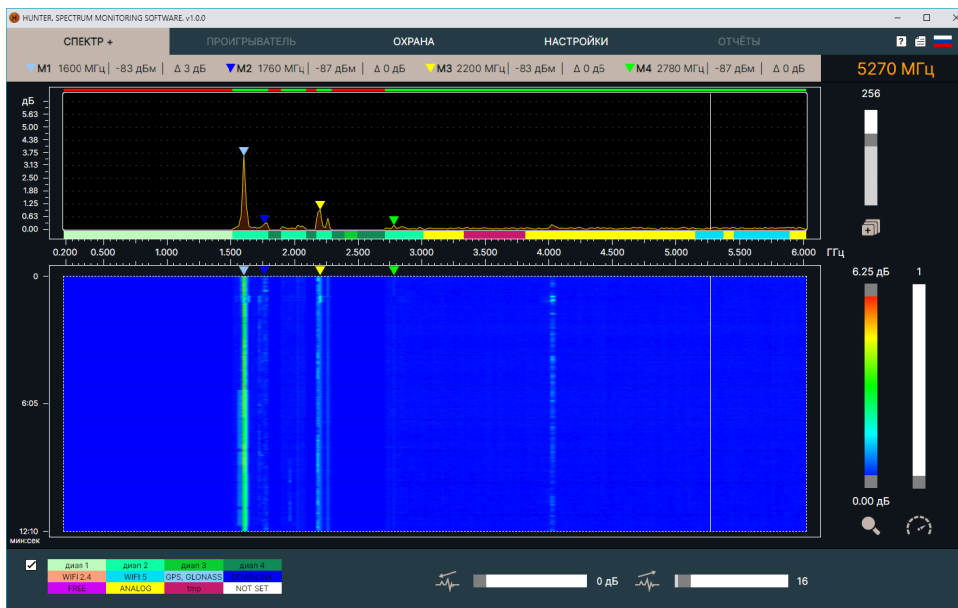 HUNTER, SPECTRUM MONITORING SOFTWARE, v1.0.0
СПЕКТР + ПРОИГРЫВАТЕЛЬ ОХРАНА НАСТРОЙКИ ОТЧЁТЫ
M1 1600 МГц | -83 дБм | Δ 3 дБ M2 1760 МГц | -87 дБм | Δ 0 дБ M3 2200 МГц | -83 дБм | Δ 0 дБ M4 2780 МГц | -87 дБм | Δ 0 дБ 5270 МГц
256
дБ
5.63
5.00
4.38
3.75
3.13
2.50
1.88
1.25
0.63
0.00
0.200 0.500 1.000 1.500 2.000 2.500 3.000 3.500 4.000 4.500 5.000 5.500 6.000 ГГц
6.25 дБ 1
0
6:05
12:10
мин:сек
0.00 дБ
диап 1 диап 2 диап 3 диап 4
WIFI 2.4 WIFI 5 GPS, GLONASS
FREE ANALOG tmp NOT SET
0 дБ 16